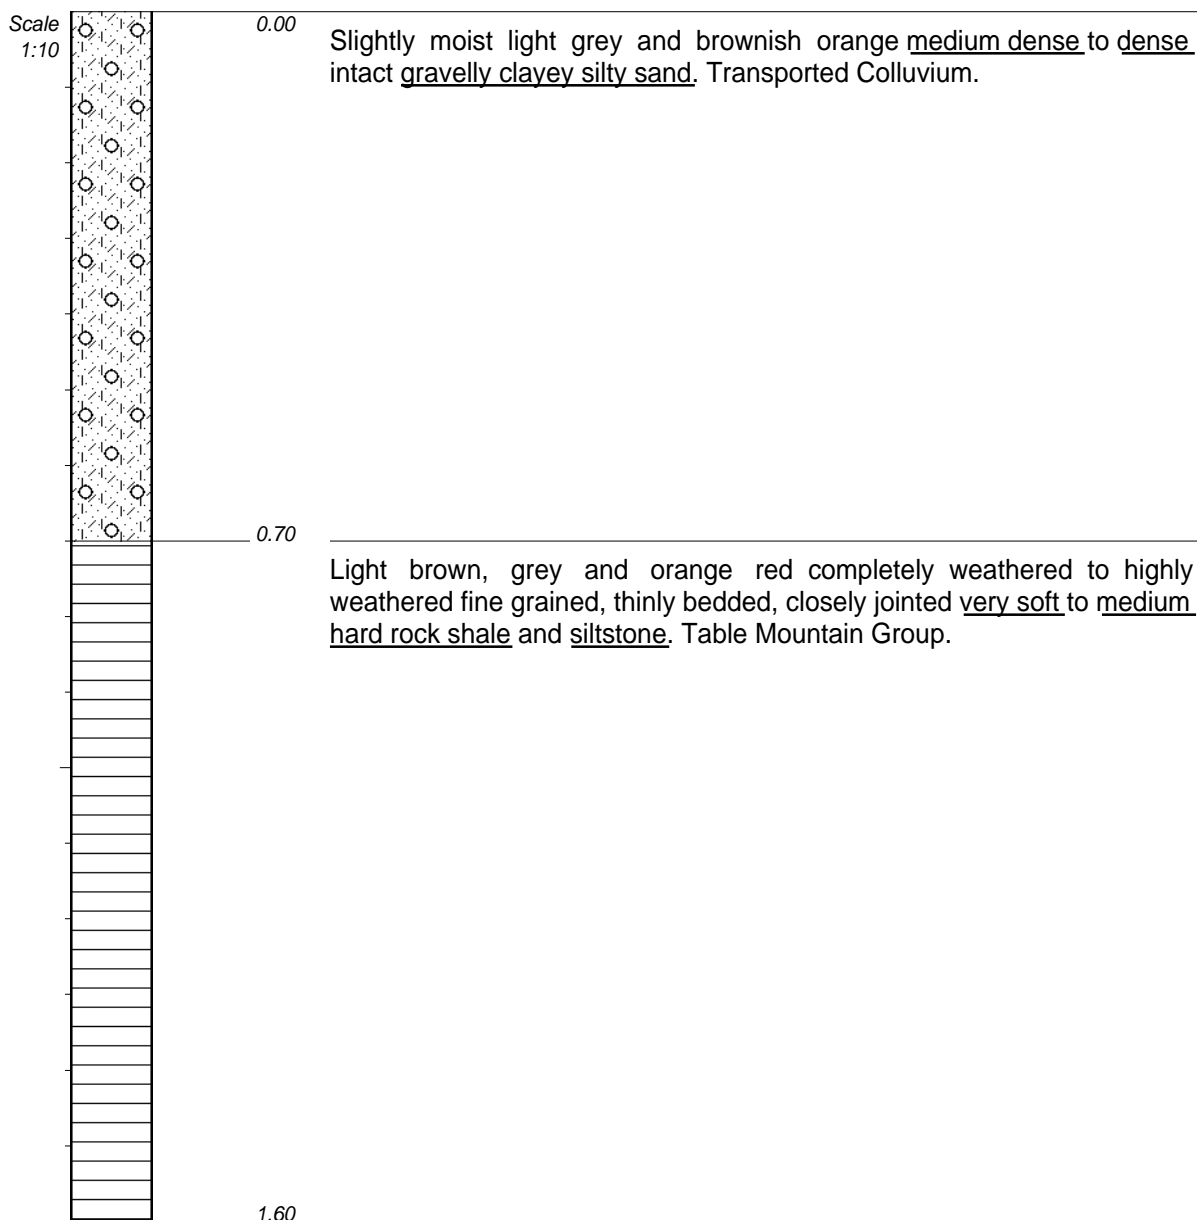 Scale
1:10
0.00
Slightly moist light grey and brownish orange medium dense to dense
intact gravelly clayey silty sand. Transported Colluvium.
0.70
Light brown, grey and orange red completely weathered to highly
weathered fine grained, thinly bedded, closely jointed very soft to medium
hard rock shale and siltstone. Table Mountain Group.
1.60